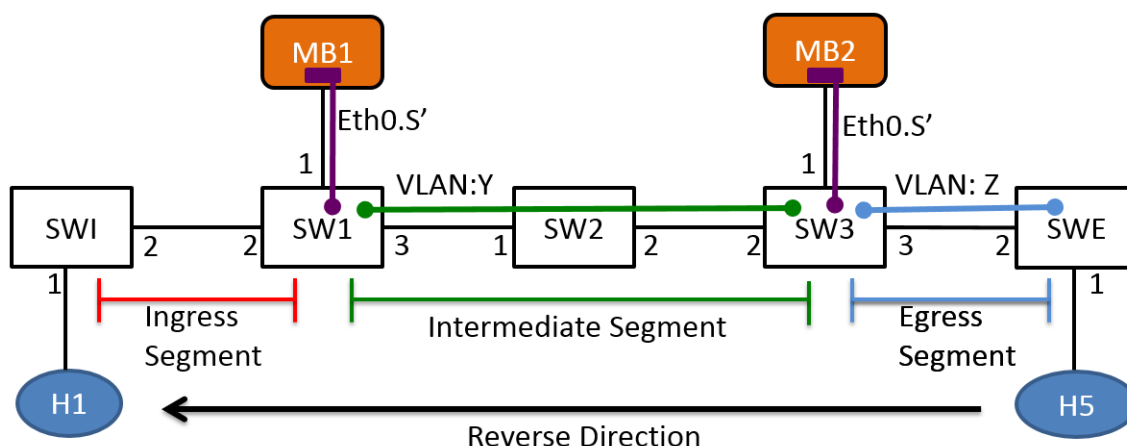 MB1
MB2
Eth0.S’
Eth0.S’
1
1
VLAN:Y
VLAN: Z
SWI
SW1
SW2
SW3
SWE
2
2
3
1
2
2
3
2
1
1
Ingress
Segment
Intermediate Segment
Egress
Segment
H1
H5
Reverse Direction